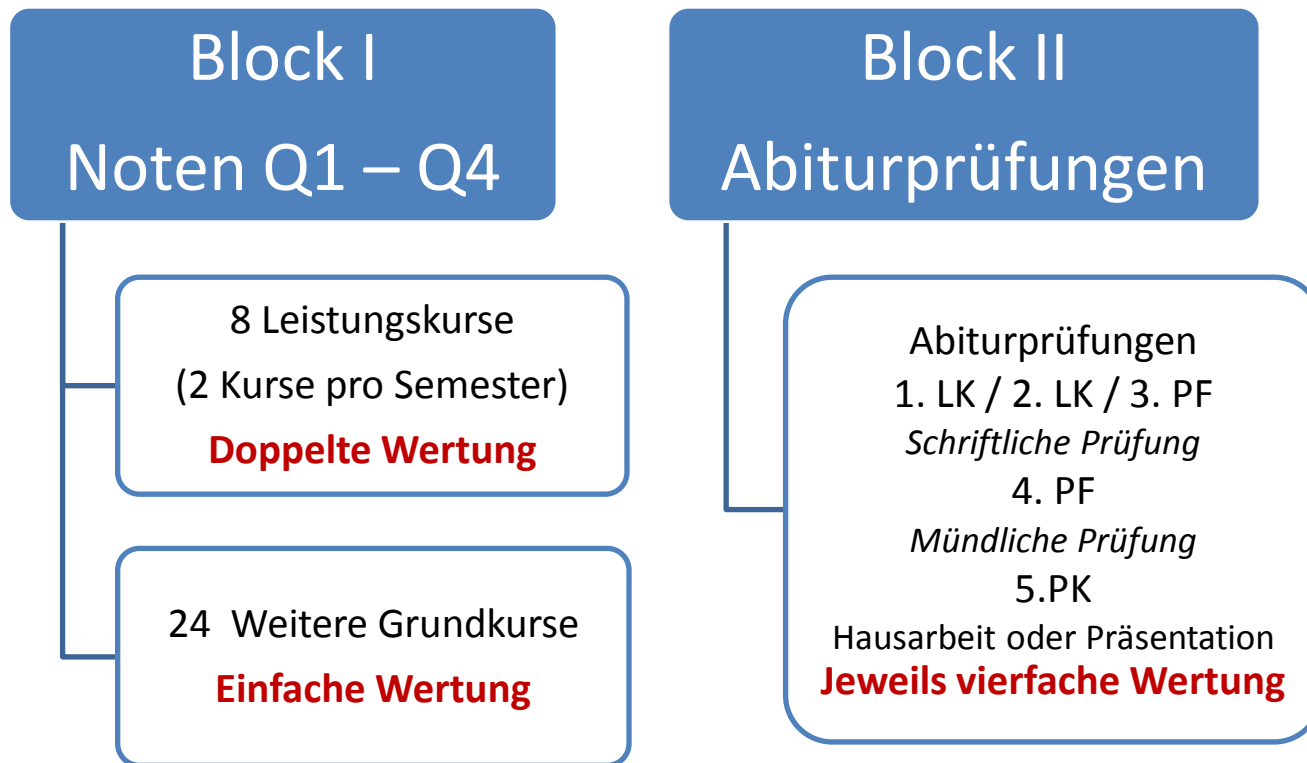 Block I
Noten Q1 – Q4
8 Leistungskurse
(2 Kurse pro Semester)
Doppelte Wertung
24 Weitere Grundkurse
Einfache Wertung
Block II
Abiturprüfungen
Abiturprüfungen
1. LK / 2. LK / 3. PF
Schriftliche Prüfung
4. PF
Mündliche Prüfung
5.PK
Hausarbeit oder Präsentation
Jeweils vierfache Wertung